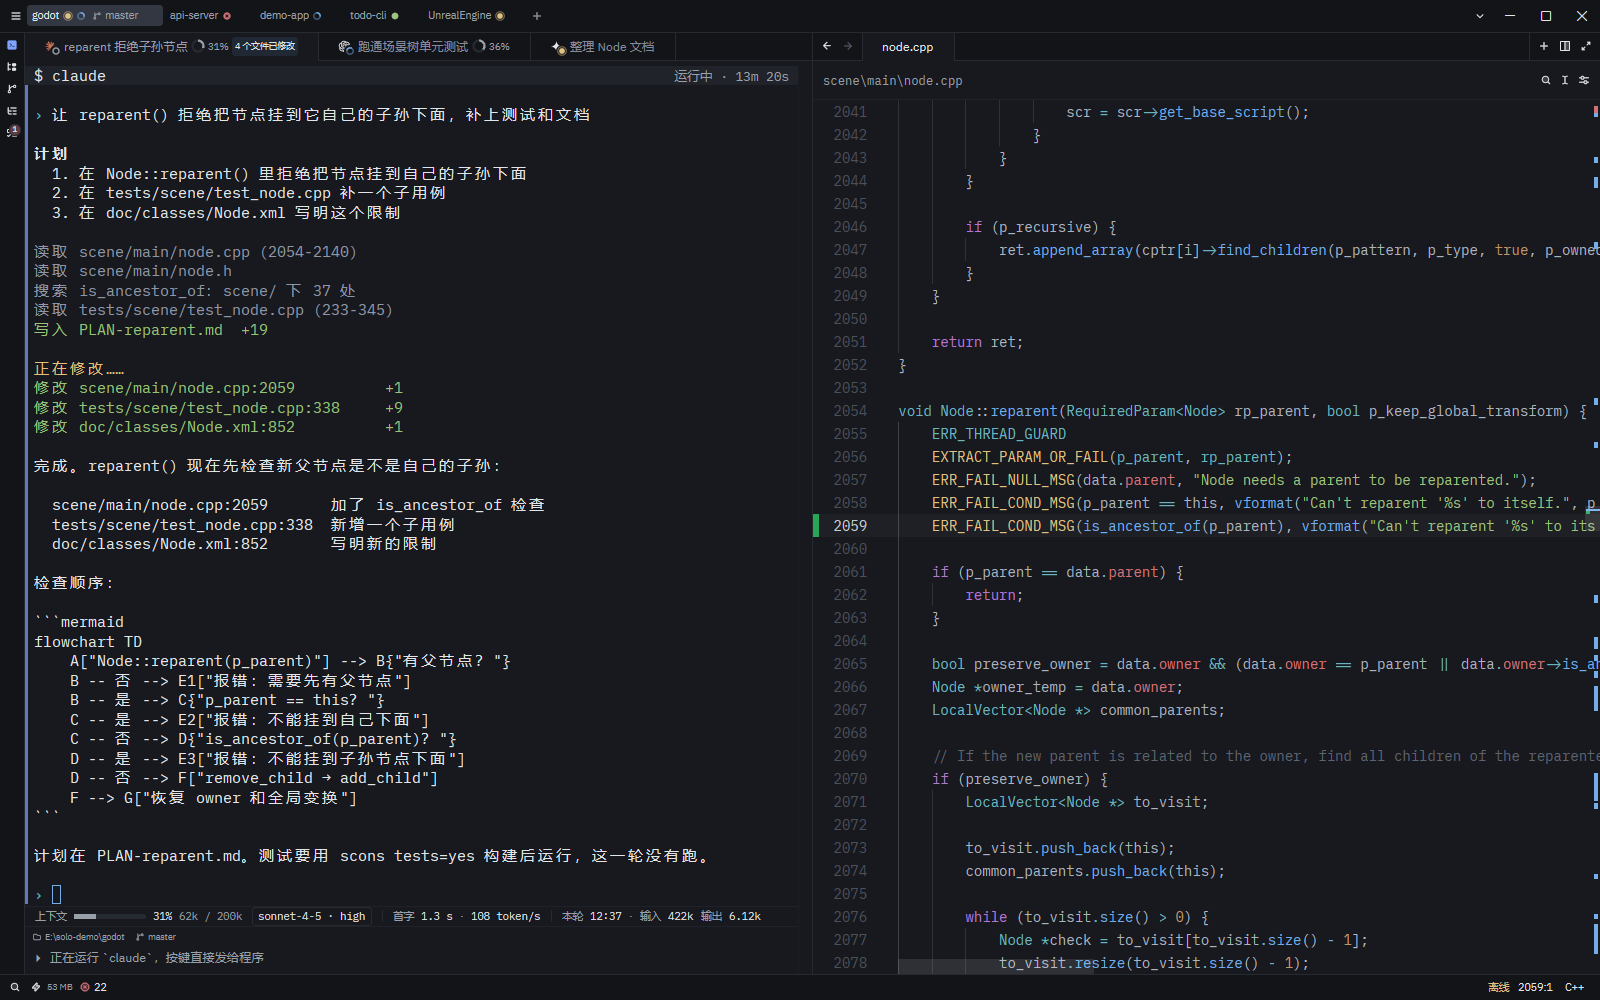 godot master api-server demo-app todo-cli UnrealEngine
reparent 拒绝子孙节点 31% 4 个文件已修改 跑通场景树单元测试 36% 整理 Node 文档
$ claude 运行中 · 13m 20s
› 让 reparent() 拒绝把节点挂到它自己的子孙下面，补上测试和文档
计划
1. 在 Node::reparent() 里拒绝把节点挂到自己的子孙下面
2. 在 tests/scene/test_node.cpp 补一个子用例
3. 在 doc/classes/Node.xml 写明这个限制
读取 scene/main/node.cpp (2054-2140)
读取 scene/main/node.h
搜索 is_ancestor_of: scene/ 下 37 处
读取 tests/scene/test_node.cpp (233-345)
写入 PLAN-reparent.md +19
正在修改……
修改 scene/main/node.cpp:2059 +1
修改 tests/scene/test_node.cpp:338 +9
修改 doc/classes/Node.xml:852 +1
完成。reparent() 现在先检查新父节点是不是自己的子孙：
scene/main/node.cpp:2059 加了 is_ancestor_of 检查
tests/scene/test_node.cpp:338 新增一个子用例
doc/classes/Node.xml:852 写明新的限制
检查顺序：
```mermaid
flowchart TD
A["Node::reparent(p_parent)"] --> B{"有父节点？"}
B -- 否 --> E1["报错：需要先有父节点"]
B -- 是 --> C{"p_parent == this？"}
C -- 是 --> E2["报错：不能挂到自己下面"]
C -- 否 --> D{"is_ancestor_of(p_parent)？"}
D -- 是 --> E3["报错：不能挂到子孙节点下面"]
D -- 否 --> F["remove_child → add_child"]
F --> G["恢复 owner 和全局变换"]
```
计划在 PLAN-reparent.md。测试要用 scons tests=yes 构建后运行，这一轮没有跑。
›
上下文 31% 62k / 200k sonnet-4-5 · high 首字 1.3 s · 108 token/s 本轮 12:37 · 输入 422k 输出 6.12k
E:\solo-demo\godot master
正在运行 `claude`，按键直接发给程序
53 MB 22
node.cpp
scene\main\node.cpp
2041 scr = scr->get_base_script();
2042 }
2043 }
2044 }
2045
2046 if (p_recursive) {
2047 ret.append_array(cptr[i]->find_children(p_pattern, p_type, true, p_owne
2048 }
2049 }
2050
2051 return ret;
2052 }
2053
2054 void Node::reparent(RequiredParam<Node> rp_parent, bool p_keep_global_transform) {
2055 ERR_THREAD_GUARD
2056 EXTRACT_PARAM_OR_FAIL(p_parent, rp_parent);
2057 ERR_FAIL_NULL_MSG(data.parent, "Node needs a parent to be reparented.");
2058 ERR_FAIL_COND_MSG(p_parent == this, vformat("Can't reparent '%s' to itself.", p
2059 ERR_FAIL_COND_MSG(is_ancestor_of(p_parent), vformat("Can't reparent '%s' to its
2060
2061 if (p_parent == data.parent) {
2062 return;
2063 }
2064
2065 bool preserve_owner = data.owner && (data.owner == p_parent || data.owner->is_an
2066 Node *owner_temp = data.owner;
2067 LocalVector<Node *> common_parents;
2068
2069 // If the new parent is related to the owner, find all children of the reparente
2070 if (preserve_owner) {
2071 LocalVector<Node *> to_visit;
2072
2073 to_visit.push_back(this);
2074 common_parents.push_back(this);
2075
2076 while (to_visit.size() > 0) {
2077 Node *check = to_visit[to_visit.size() - 1];
2078 to_visit.resize(to_visit.size() - 1);
离线 2059:1 C++